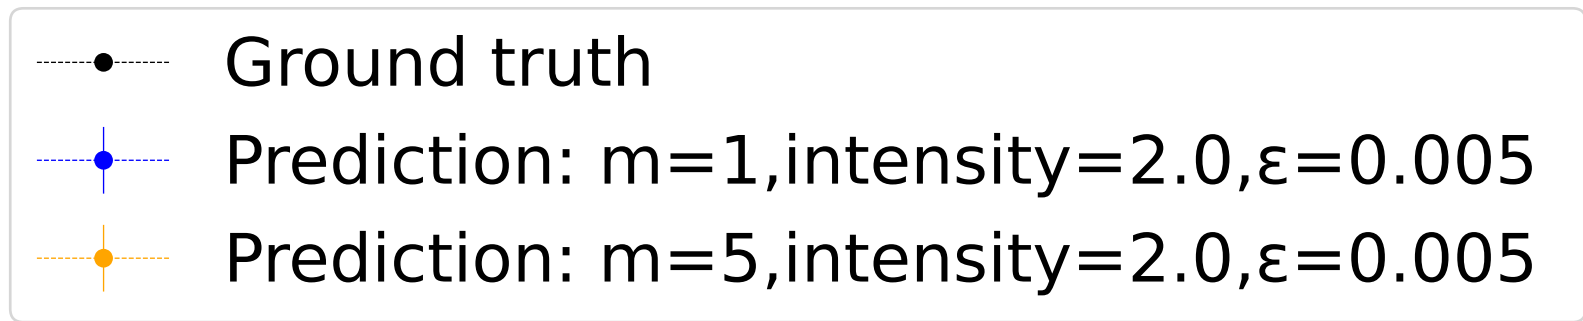 Ground truth
Prediction: m=1,intensity=2.0,ε=0.005
Prediction: m=5,intensity=2.0,ε=0.005